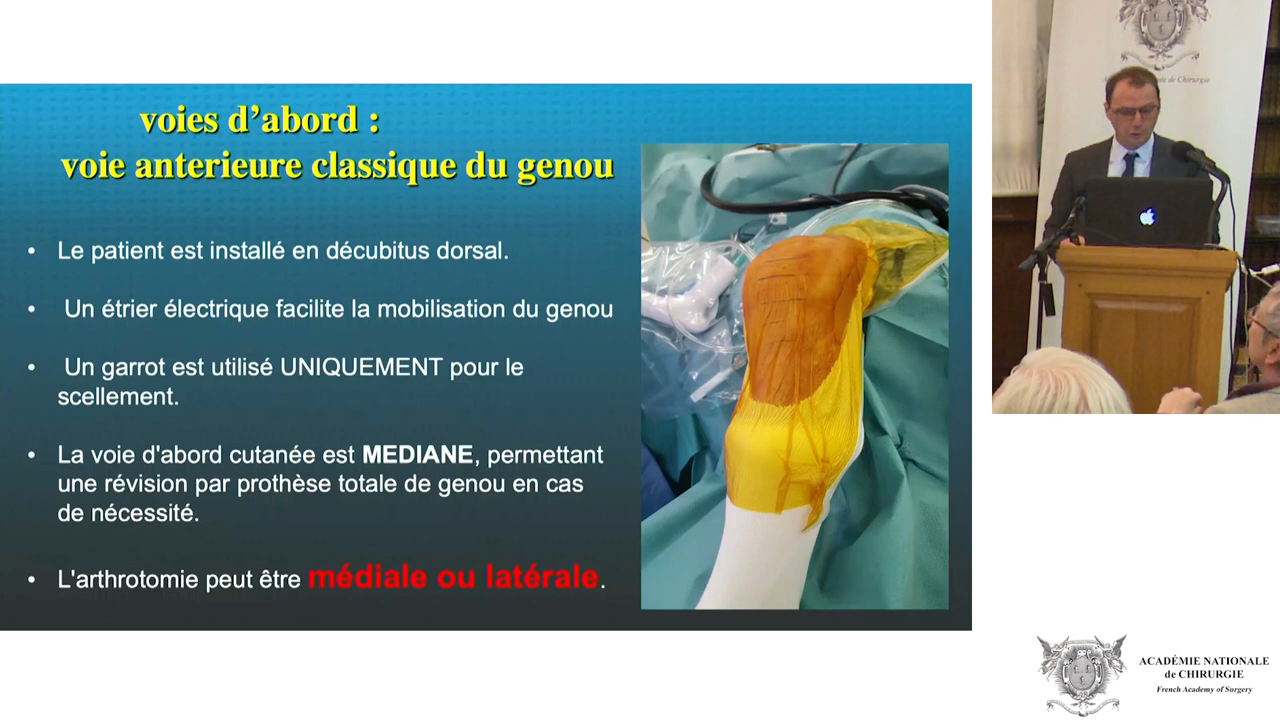 voies d’abord :
voie anterieure classique du genou
• Le patient est installé en décubitus dorsal.
• Un étrier électrique facilite la mobilisation du genou
• Un garrot est utilisé UNIQUEMENT pour le
scellement.
• La voie d'abord cutanée est MEDIANE, permettant
une révision par prothèse totale de genou en cas
de nécessité.
• L'arthrotomie peut être médiale ou latérale.
nale de Chirurgie
ACADÉMIE NATIONALE
de CHIRURGIE
French Academy of Surgery